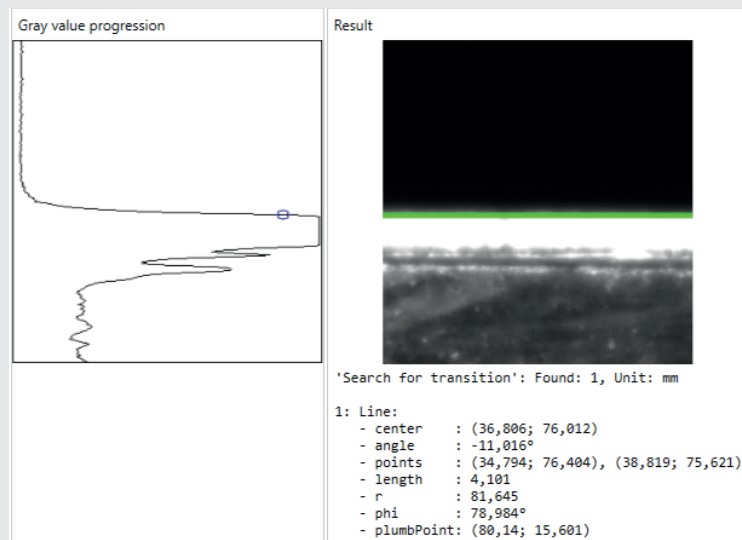 Gray value progression
Result
'Search for transition': Found: 1, Unit: mm
1: Line:
- center : (36,806; 76,012)
- angle : -11,016°
- points : (34,794; 76,404), (38,819; 75,621)
- length : 4,101
- r : 81,645
- phi : 78,984°
- plumbPoint: (80,14; 15,601)